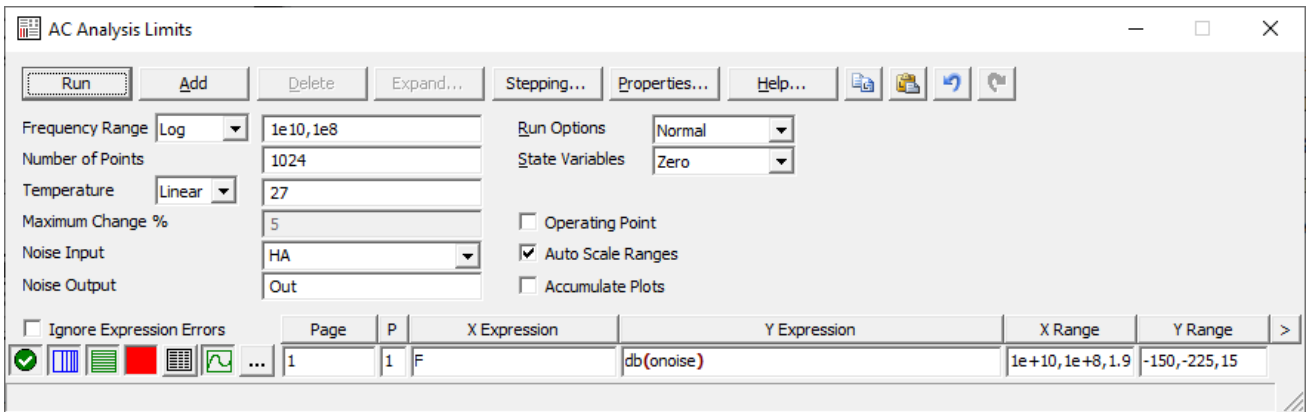 AC Analysis Limits
Run Add Delete Expand... Stepping... Properties... Help...
Frequency Range Log 1e10,1e8 Run Options Normal
Number of Points 1024 State Variables Zero
Temperature Linear 27
Maximum Change % 5 Operating Point
Noise Input HA Auto Scale Ranges
Noise Output Out Accumulate Plots
Ignore Expression Errors Page P X Expression Y Expression X Range Y Range >
... 1 1 F db(onoise) 1e+10,1e+8,1.9 -150,-225,15